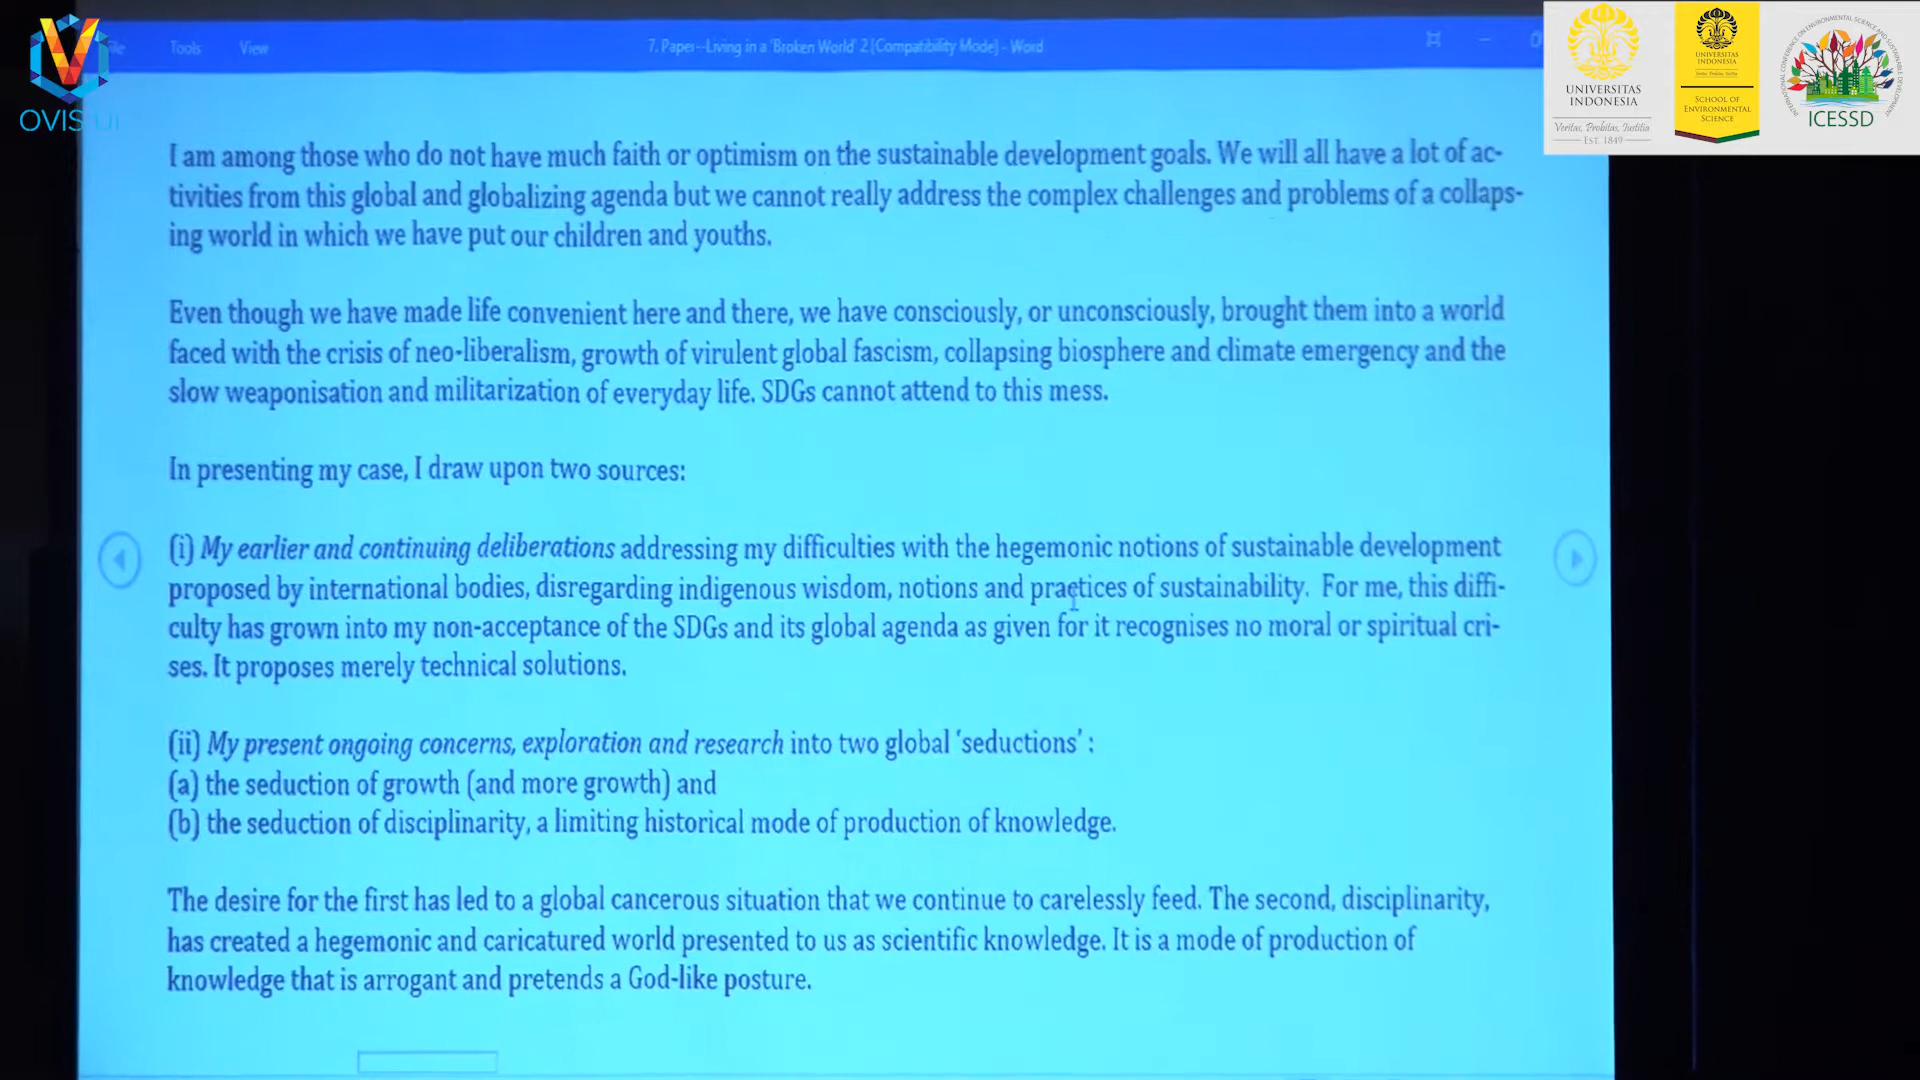 File Tools View 7. Paper--Living in a 'Broken World' 2 [Compatibility Mode] - Word
OVIS UI
UNIVERSITAS
INDONESIA
Veritas, Probitas, Iustitia
EST. 1849
UNIVERSITAS
INDONESIA
Veritas, Probitas, Iustitia
SCHOOL OF
ENVIRONMENTAL
SCIENCE
INTERNATIONAL CONFERENCE ON ENVIRONMENTAL SCIENCE AND SUSTAINABLE DEVELOPMENT
ICESSD
I am among those who do not have much faith or optimism on the sustainable development goals. We will all have a lot of ac-
tivities from this global and globalizing agenda but we cannot really address the complex challenges and problems of a collaps-
ing world in which we have put our children and youths.
Even though we have made life convenient here and there, we have consciously, or unconsciously, brought them into a world
faced with the crisis of neo-liberalism, growth of virulent global fascism, collapsing biosphere and climate emergency and the
slow weaponisation and militarization of everyday life. SDGs cannot attend to this mess.
In presenting my case, I draw upon two sources:
(i) My earlier and continuing deliberations addressing my difficulties with the hegemonic notions of sustainable development
proposed by international bodies, disregarding indigenous wisdom, notions and practices of sustainability. For me, this diffi-
culty has grown into my non-acceptance of the SDGs and its global agenda as given for it recognises no moral or spiritual cri-
ses. It proposes merely technical solutions.
(ii) My present ongoing concerns, exploration and research into two global 'seductions' :
(a) the seduction of growth (and more growth) and
(b) the seduction of disciplinarity, a limiting historical mode of production of knowledge.
The desire for the first has led to a global cancerous situation that we continue to carelessly feed. The second, disciplinarity,
has created a hegemonic and caricatured world presented to us as scientific knowledge. It is a mode of production of
knowledge that is arrogant and pretends a God-like posture.